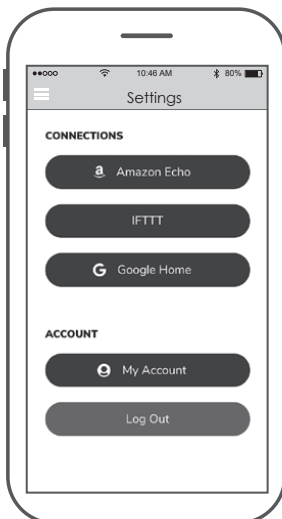 10:46 AM 80%
Settings
CONNECTIONS
Amazon Echo
IFTTT
Google Home
ACCOUNT
My Account
Log Out